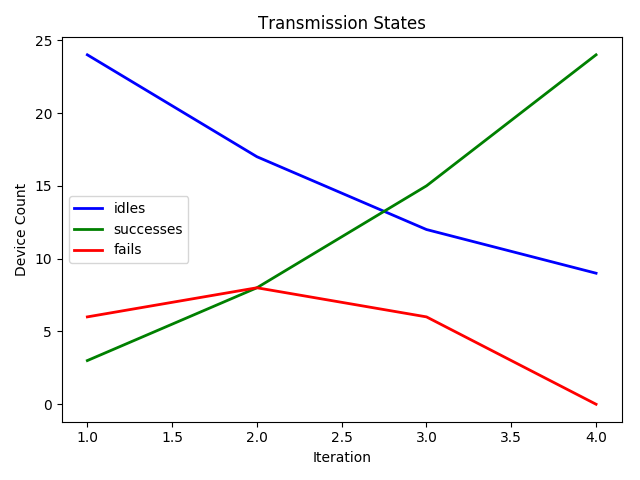 Transmission States
25
20
15
10
5
0
Device Count
idles
successes
fails
1.0 1.5 2.0 2.5 3.0 3.5 4.0
Iteration